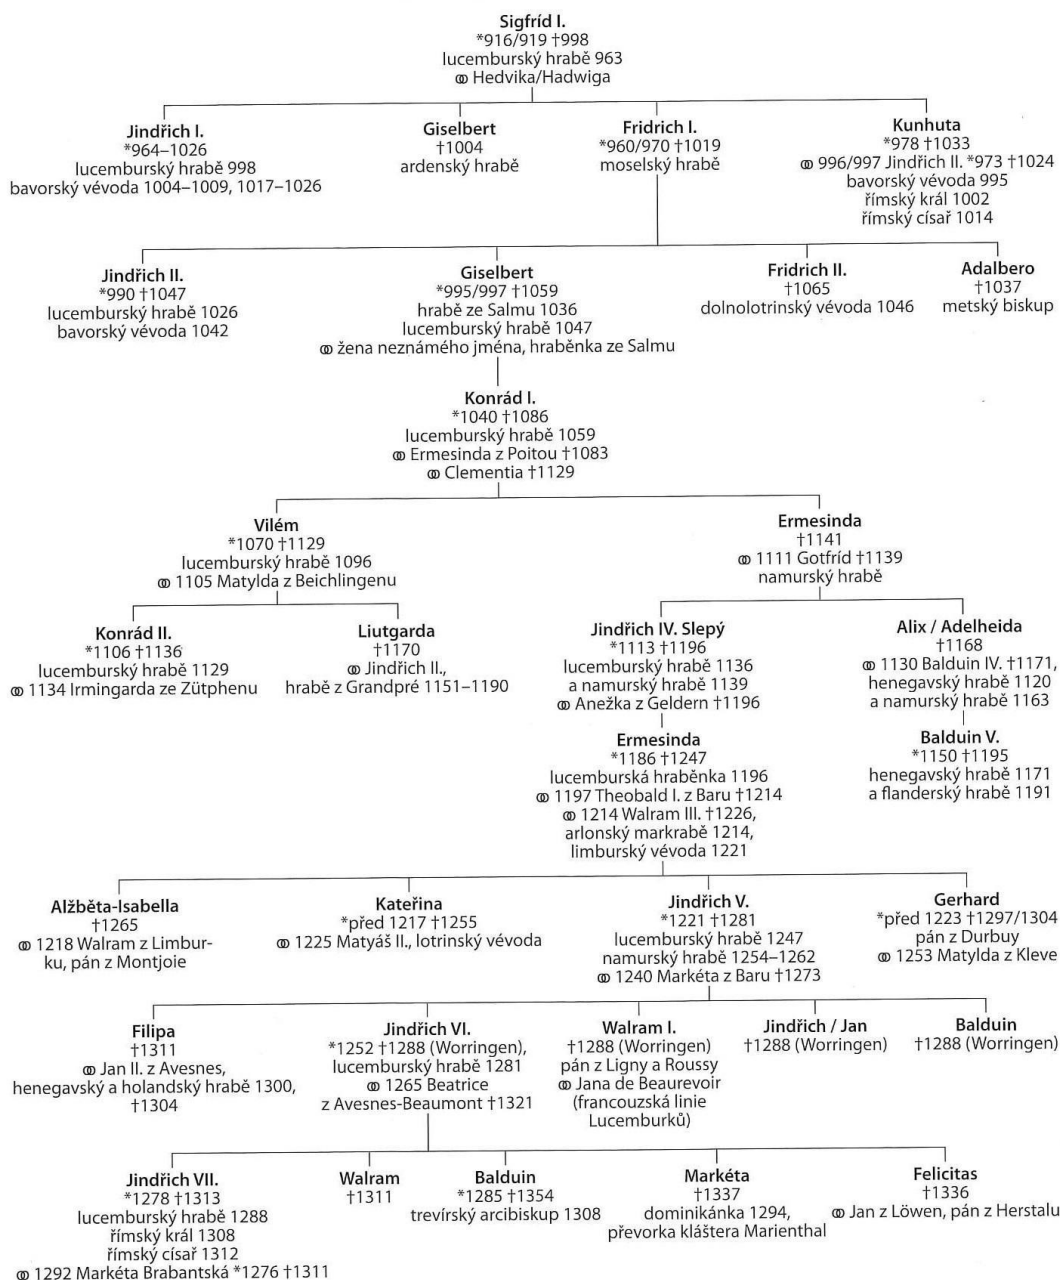 Sigfríd I.
*916/919 †998
lucemburský hrabě 963
⚭ Hedvika/Hadwiga
Jindřich I.
*964–1026
lucemburský hrabě 998
bavorský vévoda 1004–1009, 1017–1026
Giselbert
†1004
ardenský hrabě
Fridrich I.
*960/970 †1019
moselský hrabě
Kunhuta
*978 †1033
⚭ 996/997 Jindřich II. *973 †1024
bavorský vévoda 995
římský král 1002
římský císař 1014
Jindřich II.
*990 †1047
lucemburský hrabě 1026
bavorský vévoda 1042
Giselbert
*995/997 †1059
hrabě ze Salmu 1036
lucemburský hrabě 1047
⚭ žena neznámého jména, hraběnka ze Salmu
Fridrich II.
†1065
dolnolotrinský vévoda 1046
Adalbero
†1037
metský biskup
Konrád I.
*1040 †1086
lucemburský hrabě 1059
⚭ Ermesinda z Poitou †1083
⚭ Clementia †1129
Vilém
*1070 †1129
lucemburský hrabě 1096
⚭ 1105 Matylda z Beichlingenu
Ermesinda
†1141
⚭ 1111 Gotfríd †1139
namurský hrabě
Konrád II.
*1106 †1136
lucemburský hrabě 1129
⚭ 1134 Irmingarda ze Zütphenu
Liutgarda
†1170
⚭ Jindřich II.,
hrabě z Grandpré 1151–1190
Jindřich IV. Slepý
*1113 †1196
lucemburský hrabě 1136
a namurský hrabě 1139
⚭ Anežka z Geldern †1196
Alix / Adelheida
†1168
⚭ 1130 Balduin IV. †1171,
henegavský hrabě 1120
a namurský hrabě 1163
Ermesinda
*1186 †1247
lucemburská hraběnka 1196
⚭ 1197 Theobald I. z Baru †1214
⚭ 1214 Walram III. †1226,
arlonský markrabě 1214,
limburský vévoda 1221
Balduin V.
*1150 †1195
henegavský hrabě 1171
a flanderský hrabě 1191
Alžběta-Isabella
†1265
⚭ 1218 Walram z Limbur-
ku, pán z Montjoie
Kateřina
*před 1217 †1255
⚭ 1225 Matyáš II., lotrinský vévoda
Jindřich V.
*1221 †1281
lucemburský hrabě 1247
namurský hrabě 1254–1262
⚭ 1240 Markéta z Baru †1273
Gerhard
*před 1223 †1297/1304
pán z Durbuy
⚭ 1253 Matylda z Kleve
Filipa
†1311
⚭ Jan II. z Avesnes,
henegavský a holandský hrabě 1300,
†1304
Jindřich VI.
*1252 †1288 (Worringen),
lucemburský hrabě 1281
⚭ 1265 Beatrice
z Avesnes-Beaumont †1321
Walram I.
†1288 (Worringen)
pán z Ligny a Roussy
⚭ Jana de Beaurevoir
(francouzská linie
Lucemburků)
Jindřich / Jan
†1288 (Worringen)
Balduin
†1288 (Worringen)
Jindřich VII.
*1278 †1313
lucemburský hrabě 1288
římský král 1308
římský císař 1312
⚭ 1292 Markéta Brabantská *1276 †1311
Walram
†1311
Balduin
*1285 †1354
trevírský arcibiskup 1308
Markéta
†1337
dominikánka 1294,
převorka kláštera Marienthal
Felicitas
†1336
⚭ Jan z Löwen, pán z Herstalu